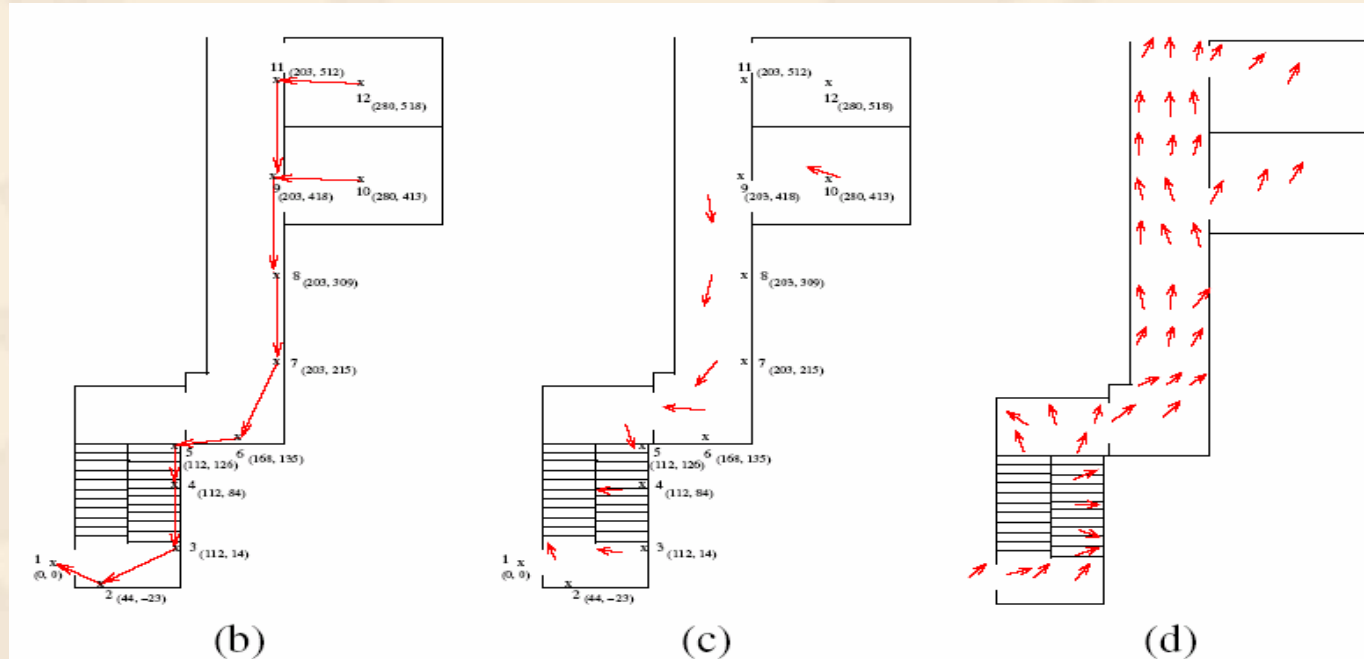 11 (203, 512)
12 (280, 518)
9 (203, 418)
10 (280, 413)
8 (203, 309)
7 (203, 215)
5 (112, 126)
6 (168, 135)
4 (112, 84)
3 (112, 14)
1 x
(0, 0)
2 (44, −23)
(b)
11 (203, 512)
12 (280, 518)
9 (203, 418)
10 (280, 413)
8 (203, 309)
7 (203, 215)
5 (112, 126)
6 (168, 135)
4 (112, 84)
3 (112, 14)
1 x
(0, 0)
2 (44, −23)
(c)
(d)